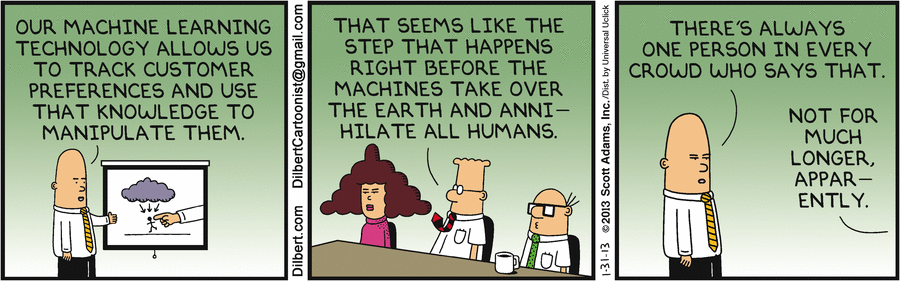 OUR MACHINE LEARNING
TECHNOLOGY ALLOWS US
TO TRACK CUSTOMER
PREFERENCES AND USE
THAT KNOWLEDGE TO
MANIPULATE THEM.
Dilbert.com DilbertCartoonist@gmail.com
THAT SEEMS LIKE THE
STEP THAT HAPPENS
RIGHT BEFORE THE
MACHINES TAKE OVER
THE EARTH AND ANNI-
HILATE ALL HUMANS.
1-31-13 © 2013 Scott Adams, Inc. /Dist. by Universal Uclick
THERE'S ALWAYS
ONE PERSON IN EVERY
CROWD WHO SAYS THAT.
NOT FOR
MUCH
LONGER,
APPAR-
ENTLY.